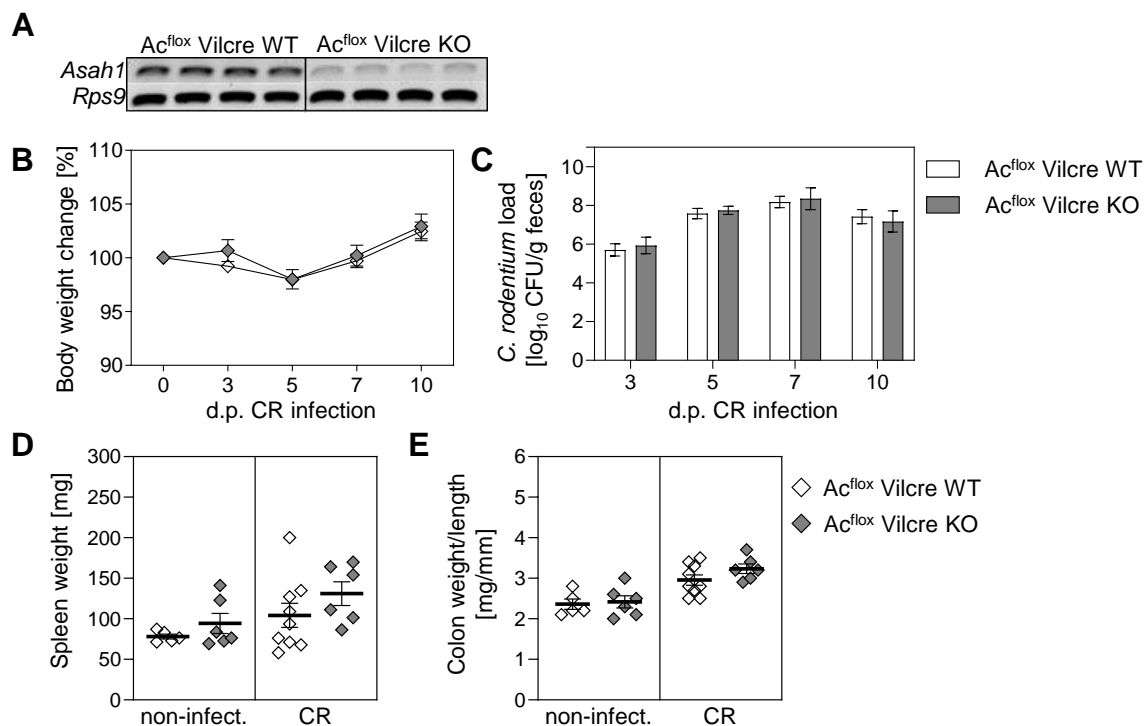 A
Ac^flox Vilcre WT Ac^flox Vilcre KO
Asah1
Rps9
B
Body weight change [%]
110
105
100
95
90
0 3 5 7 10
d.p. CR infection
C
C. rodentium load
[log₁₀ CFU/g feces]
10
8
6
4
2
0
3 5 7 10
d.p. CR infection
Ac^flox Vilcre WT
Ac^flox Vilcre KO
D
Spleen weight [mg]
300
250
200
150
100
50
0
non-infect. CR
E
Colon weight/length
[mg/mm]
6
5
4
3
2
1
0
non-infect. CR
Ac^flox Vilcre WT
Ac^flox Vilcre KO